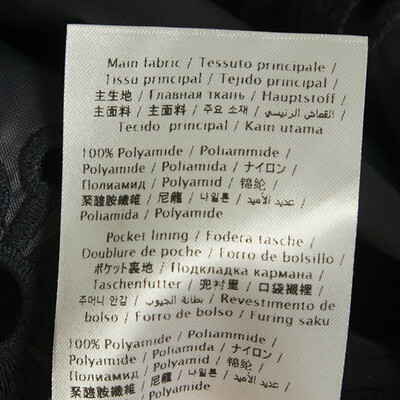 Main fabric / Tessuto principale /
Tissu principal / Tejido principal /
主生地 / Главная ткань / Hauptstoff /
主面料 / 主面料 / 주요 소재 / القماش الرئيسي /
Tecido principal / Kain utama
100% Polyamide / Poliammide /
Polyamide / Poliamida / ナイロン /
Полиамид / Polyamid / 锦纶 /
聚醯胺纖維 / 尼龍 / 나일론 / عديد الأميد /
Poliamida / Polyamide
Pocket lining / Fodera tasche /
Doublure de poche / Forro de bolsillo /
ポケット裏地 / Подкладка кармана /
Taschenfutter / 兜衬里 / 口袋襯裡 /
주머니 안감 / بطانة الجيوب / Revestimento de
bolso / Forro de bolso / Furing saku
100% Polyamide / Poliammide /
Polyamide / Poliamida / ナイロン /
Полиамид / Polyamid / 锦纶 /
聚醯胺纖維 / 尼龍 / 나일론 / عديد الأميد /